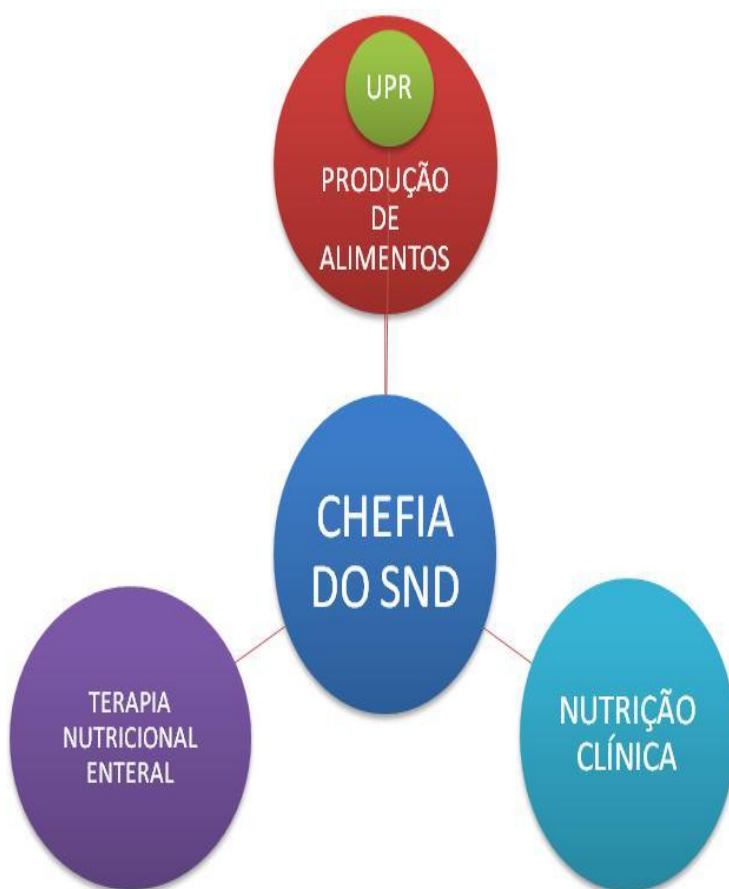 UPR
PRODUÇÃO
DE
ALIMENTOS
CHEFIA
DO SND
TERAPIA
NUTRICIONAL
ENTERAL
NUTRIÇÃO
CLÍNICA